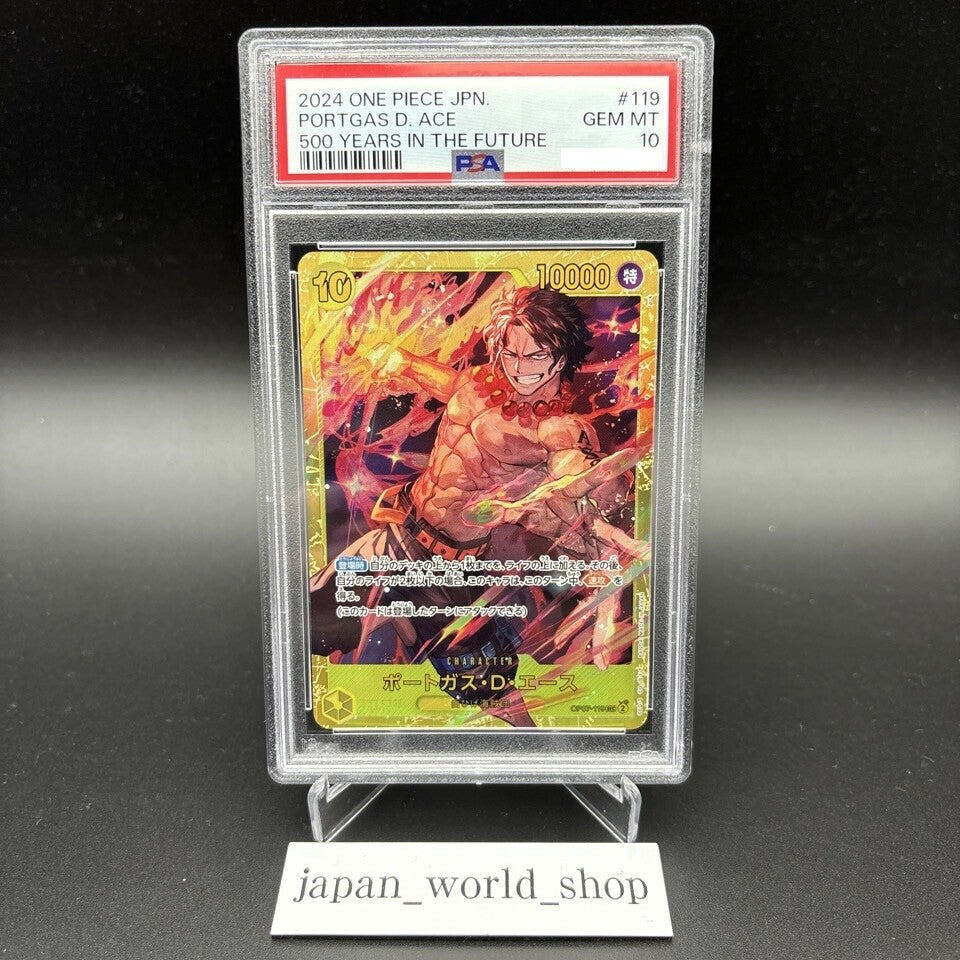 2024 ONE PIECE JPN. #119
PORTGAS D. ACE GEM MT
500 YEARS IN THE FUTURE 10
PSA
10 10000 特
登場時 自分のデッキの上から1枚までを、ライフの上に加える。その後、
自分のライフが2枚以下の場合、このキャラは、このターン中、速攻 を
得る。
(このカードは登場したターンにアタックできる)
CHARACTER
ポートガス・D・エース
OP07-119 SEC 2
japan_world_shop